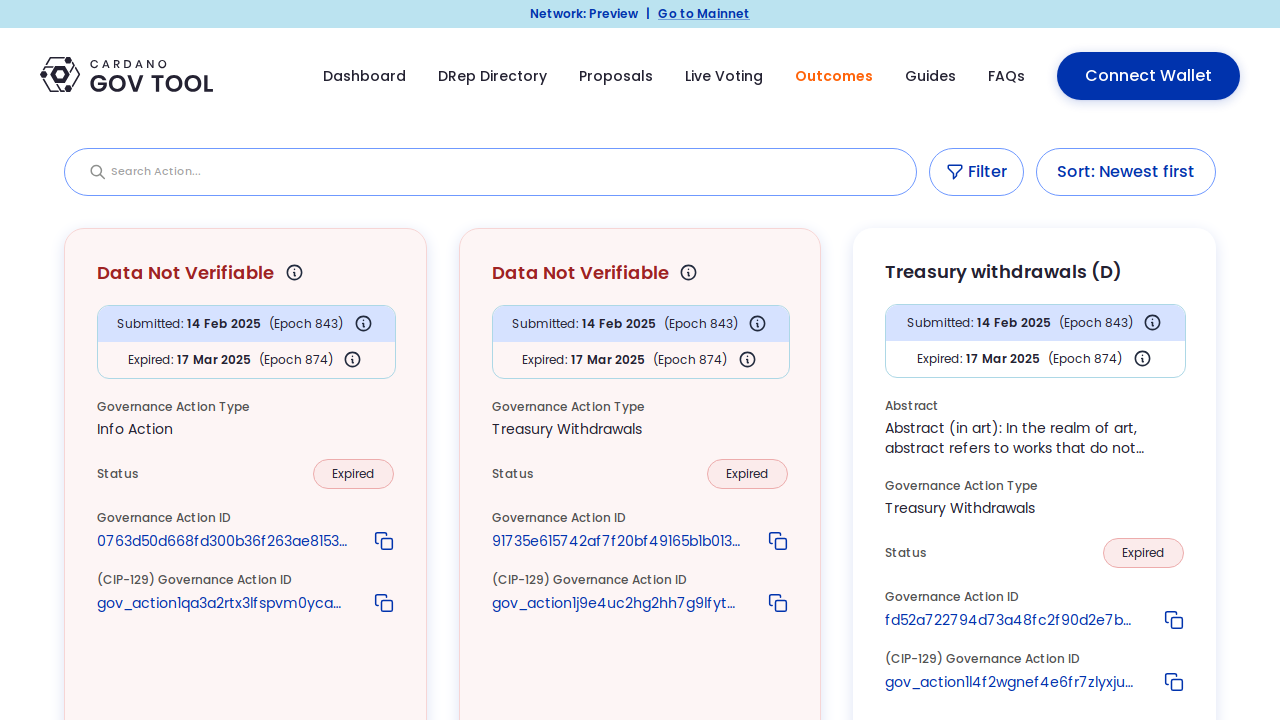 Network: Preview | Go to Mainnet
CARDANO
GOV TOOL
Dashboard
DRep Directory
Proposals
Live Voting
Outcomes
Guides
FAQs
Connect Wallet
Search Action...
Filter
Sort: Newest first
Data Not Verifiable
Submitted: 14 Feb 2025 (Epoch 843)
Expired: 17 Mar 2025 (Epoch 874)
Governance Action Type
Info Action
Status
Expired
Governance Action ID
0763d50d668fd300b36f263ae8153...
(CIP-129) Governance Action ID
gov_action1qa3a2rtx3lfspvm0yca...
Data Not Verifiable
Submitted: 14 Feb 2025 (Epoch 843)
Expired: 17 Mar 2025 (Epoch 874)
Governance Action Type
Treasury Withdrawals
Status
Expired
Governance Action ID
91735e615742af7f20bf49165b1b013...
(CIP-129) Governance Action ID
gov_action1j9e4uc2hg2hh7g9lfyt...
Treasury withdrawals (D)
Submitted: 14 Feb 2025 (Epoch 843)
Expired: 17 Mar 2025 (Epoch 874)
Abstract
Abstract (in art): In the realm of art,
abstract refers to works that do not...
Governance Action Type
Treasury Withdrawals
Status
Expired
Governance Action ID
fd52a722794d73a48fc2f90d2e7b...
(CIP-129) Governance Action ID
gov_action1l4f2wgnef4e6fr7zlyxju...